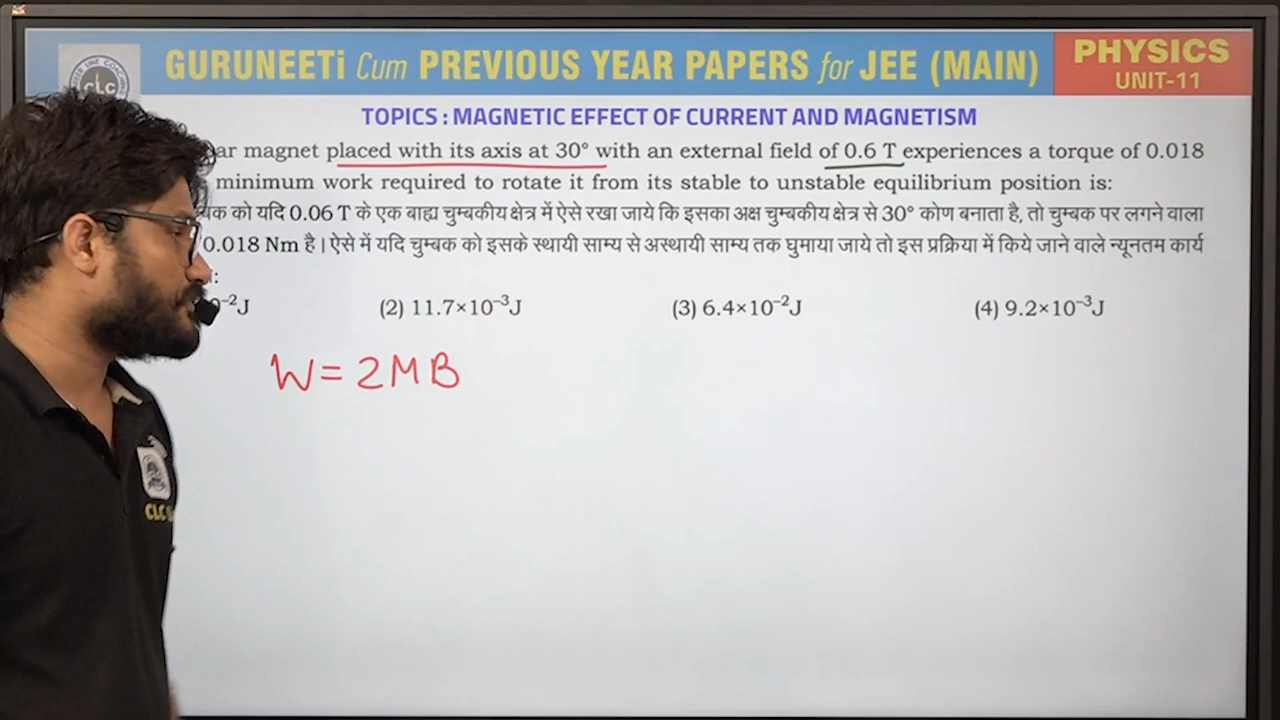 GURUNEETi Cum PREVIOUS YEAR PAPERS for JEE (MAIN)
PHYSICS
UNIT-11
CLC
TOPICS : MAGNETIC EFFECT OF CURRENT AND MAGNETISM
ar magnet placed with its axis at 30° with an external field of 0.6 T experiences a torque of 0.018
minimum work required to rotate it from its stable to unstable equilibrium position is:
को यदि 0.06 T के एक बाह्य चुम्बकीय क्षेत्र में ऐसे रखा जाये कि इसका अक्ष चुम्बकीय क्षेत्र से 30° कोण बनाता है, तो चुम्बक पर लगने वाला
0.018 Nm है। ऐसे में यदि चुम्बक को इसके स्थायी साम्य से अस्थायी साम्य तक घुमाया जाये तो इस प्रक्रिया में किये जाने वाले न्यूनतम कार्य
:
0⁻²J (2) 11.7×10⁻³J (3) 6.4×10⁻²J (4) 9.2×10⁻³J
W = 2MB
CLC